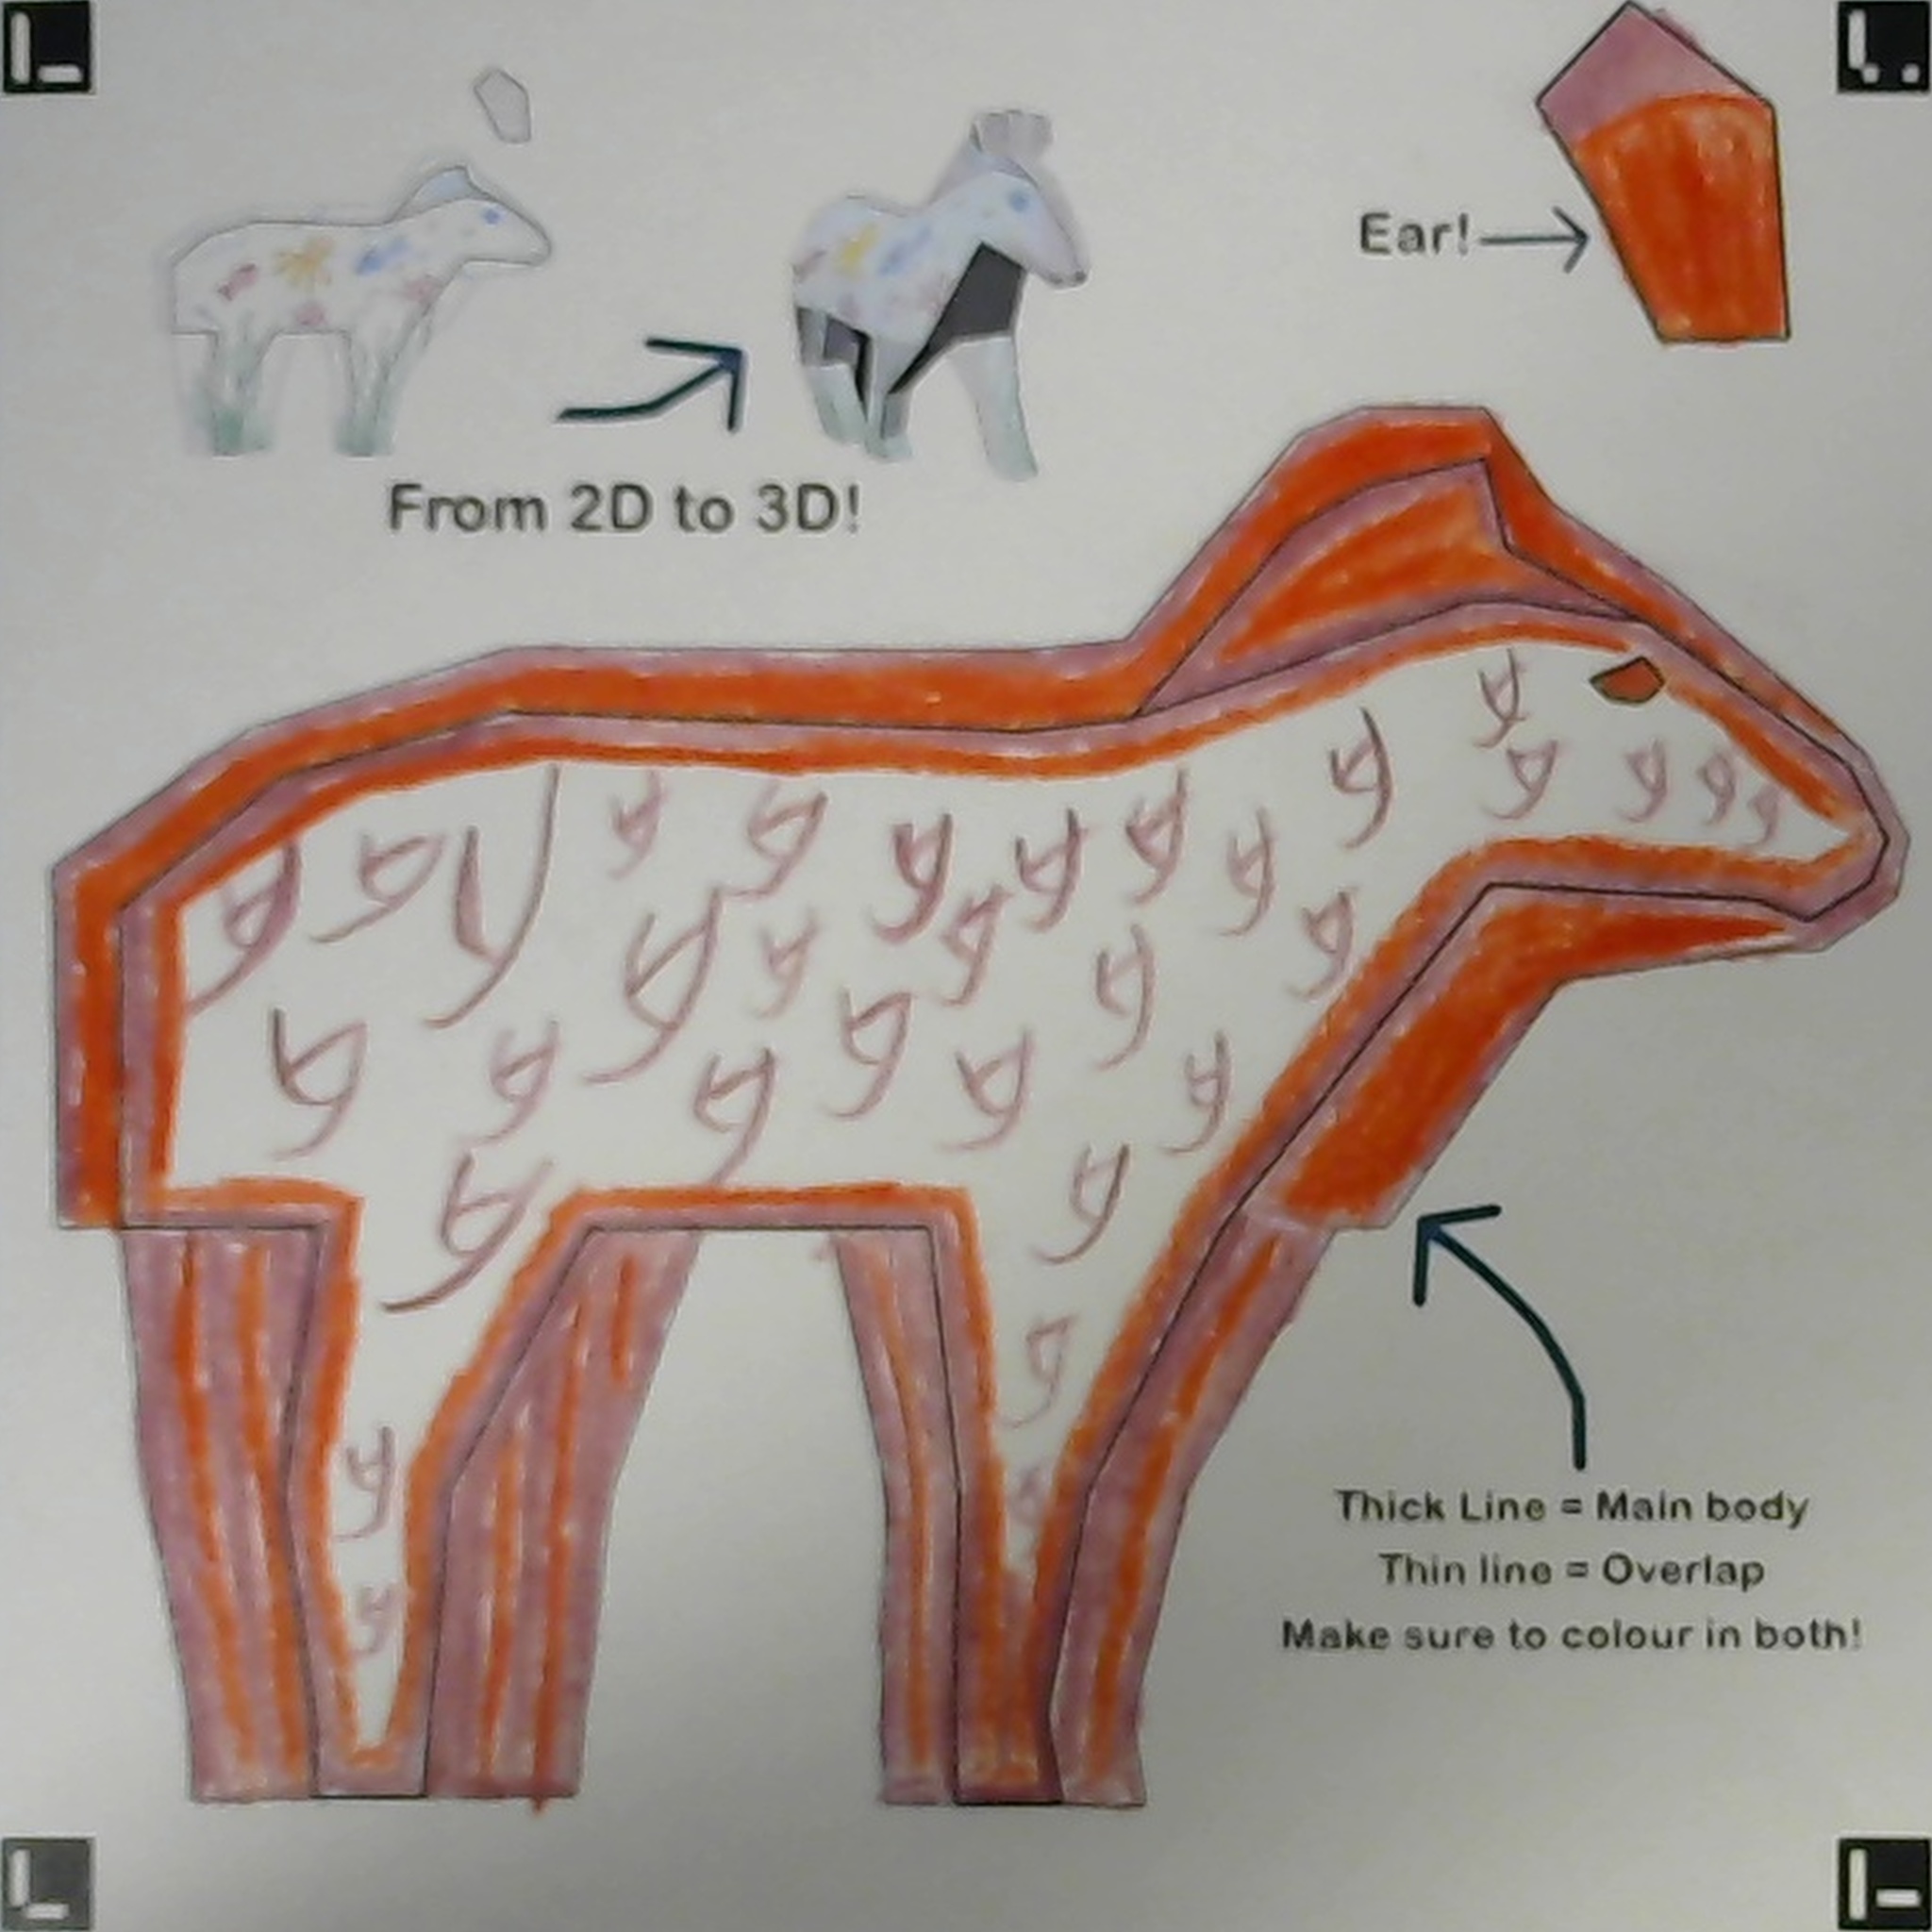 Ear!
From 2D to 3D!
Thick Line = Main body
Thin line = Overlap
Make sure to colour in both!